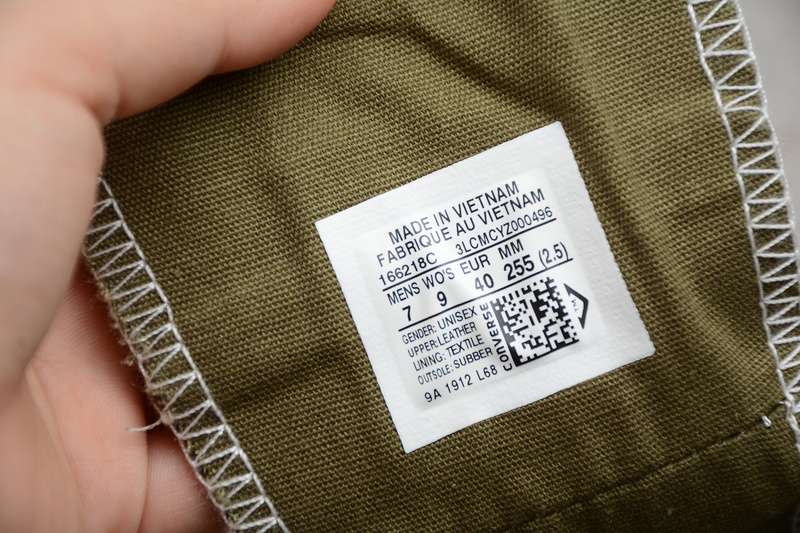 MADE IN VIETNAM
FABRIQUE AU VIETNAM
166218C 3LCMCYZ000496
MENS WO'S EUR MM
7 9 40 255 (2.5)
GENDER: UNISEX
UPPER:LEATHER
LINING: TEXTILE
OUTSOLE: SUBBER
CONVERSE
9A 1912 L68